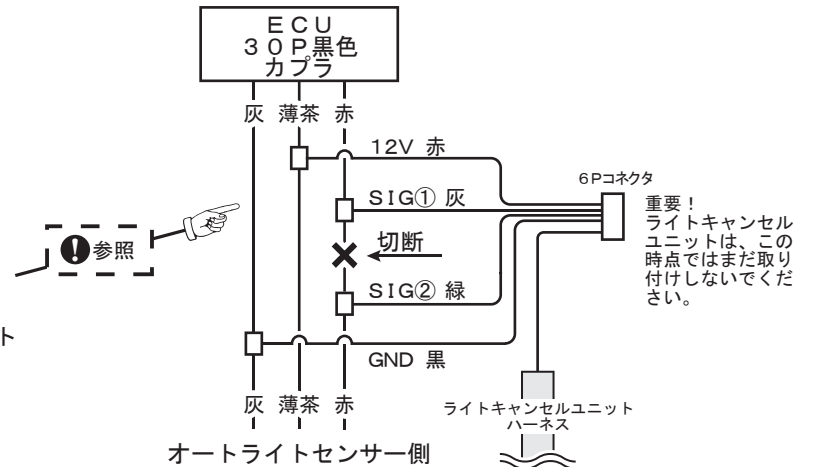 ＥＣＵ
３０Ｐ黒色
カプラ
灰 薄茶 赤
12V 赤
SIG① 灰
切断
SIG② 緑
GND 黒
灰 薄茶 赤
オートライトセンサー側
６Ｐコネクタ
重要！
ライトキャンセル
ユニットは、この
時点ではまだ取り
付けしないでくだ
さい。
ライトキャンセルユニット
ハーネス
❗参照
ト